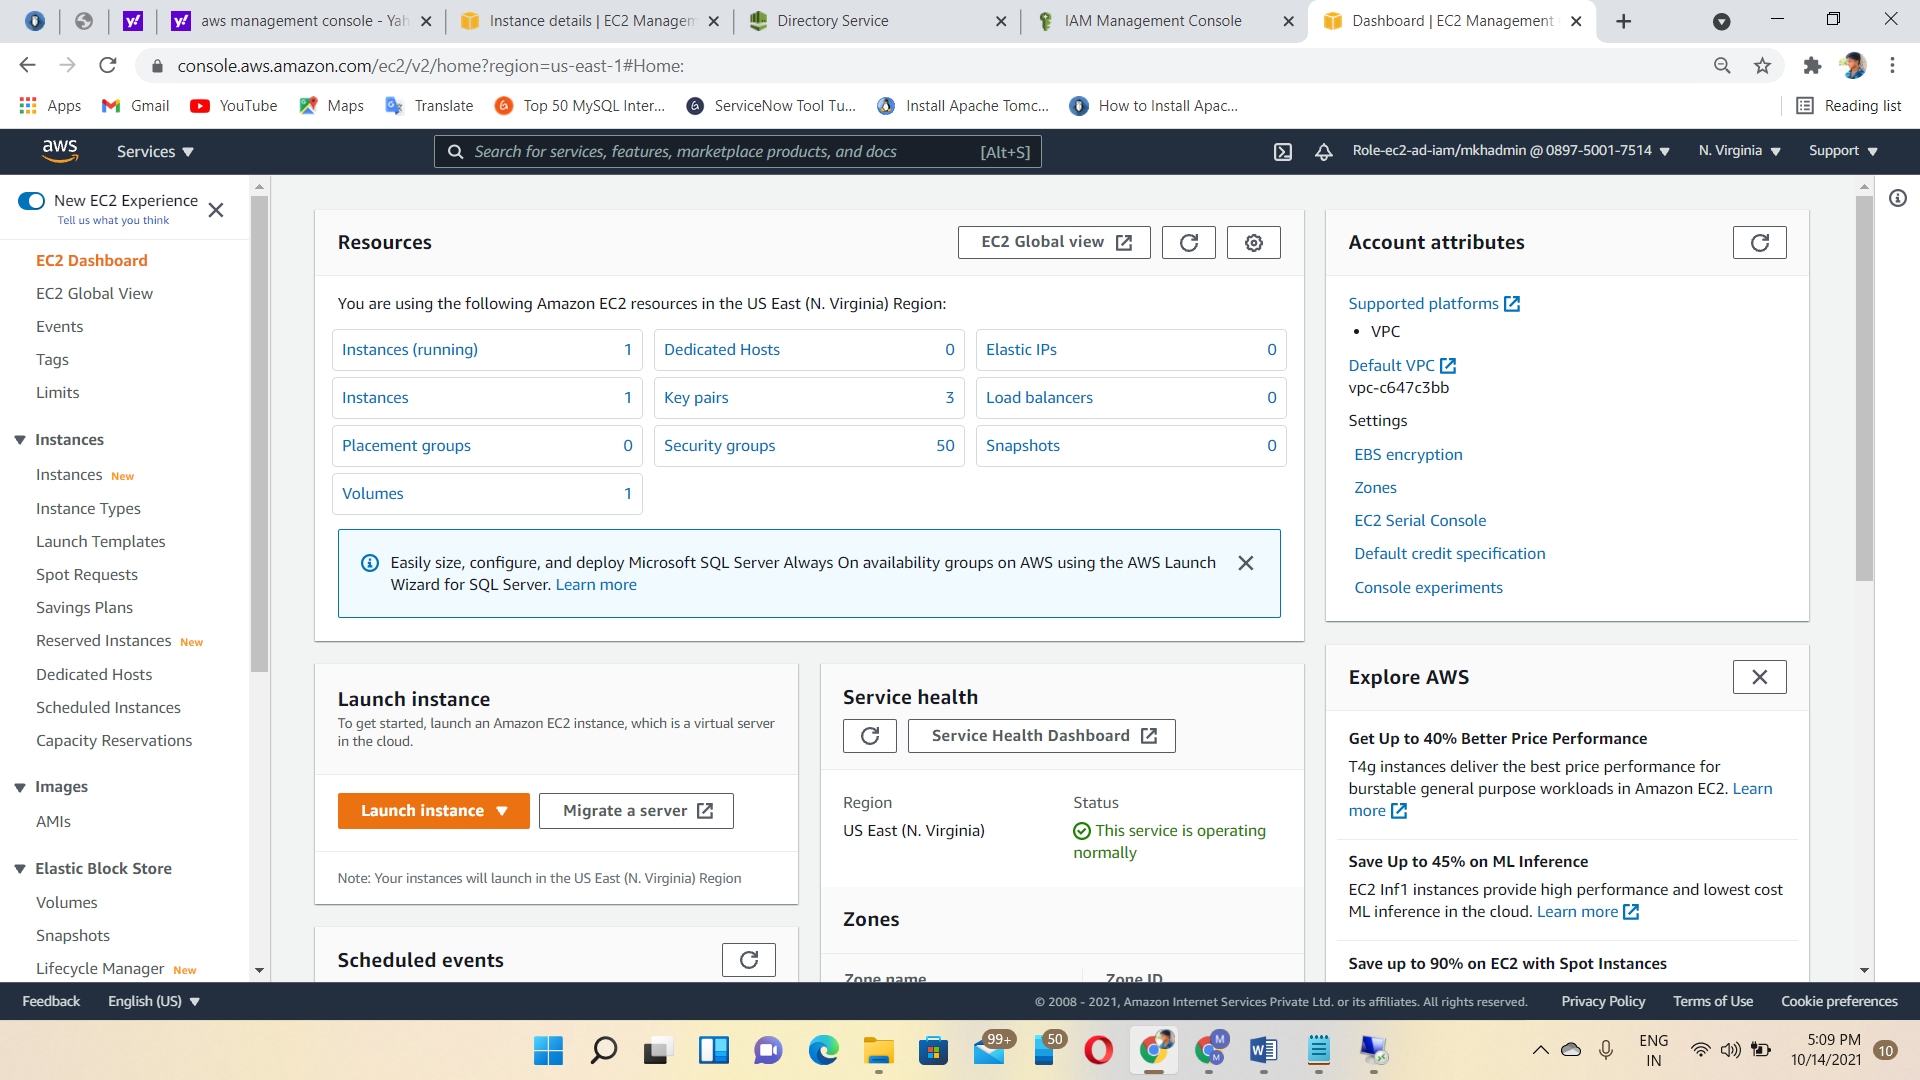 aws management console - Yah
Instance details | EC2 Managem
Directory Service
IAM Management Console
Dashboard | EC2 Management
console.aws.amazon.com/ec2/v2/home?region=us-east-1#Home:
Apps
Gmail
YouTube
Maps
Translate
Top 50 MySQL Inter...
ServiceNow Tool Tu...
Install Apache Tomc...
How to Install Apac...
Reading list
aws
Services
Search for services, features, marketplace products, and docs
[Alt+S]
Role-ec2-ad-iam/mkhadmin @ 0897-5001-7514
N. Virginia
Support
New EC2 Experience
Tell us what you think
EC2 Dashboard
EC2 Global View
Events
Tags
Limits
Instances
Instances New
Instance Types
Launch Templates
Spot Requests
Savings Plans
Reserved Instances New
Dedicated Hosts
Scheduled Instances
Capacity Reservations
Images
AMIs
Elastic Block Store
Volumes
Snapshots
Lifecycle Manager New
Resources
EC2 Global view
You are using the following Amazon EC2 resources in the US East (N. Virginia) Region:
Instances (running) 1
Dedicated Hosts 0
Elastic IPs 0
Instances 1
Key pairs 3
Load balancers 0
Placement groups 0
Security groups 50
Snapshots 0
Volumes 1
Easily size, configure, and deploy Microsoft SQL Server Always On availability groups on AWS using the AWS Launch
Wizard for SQL Server. Learn more
Launch instance
To get started, launch an Amazon EC2 instance, which is a virtual server
in the cloud.
Launch instance
Migrate a server
Note: Your instances will launch in the US East (N. Virginia) Region
Scheduled events
Service health
Service Health Dashboard
Region
Status
US East (N. Virginia)
This service is operating
normally
Zones
Zone name
Zone ID
Account attributes
Supported platforms
• VPC
Default VPC
vpc-c647c3bb
Settings
EBS encryption
Zones
EC2 Serial Console
Default credit specification
Console experiments
Explore AWS
Get Up to 40% Better Price Performance
T4g instances deliver the best price performance for
burstable general purpose workloads in Amazon EC2. Learn
more
Save Up to 45% on ML Inference
EC2 Inf1 instances provide high performance and lowest cost
ML inference in the cloud. Learn more
Save up to 90% on EC2 with Spot Instances
Feedback
English (US)
© 2008 - 2021, Amazon Internet Services Private Ltd. or its affiliates. All rights reserved.
Privacy Policy
Terms of Use
Cookie preferences
99+
50
ENG
IN
5:09 PM
10/14/2021
10